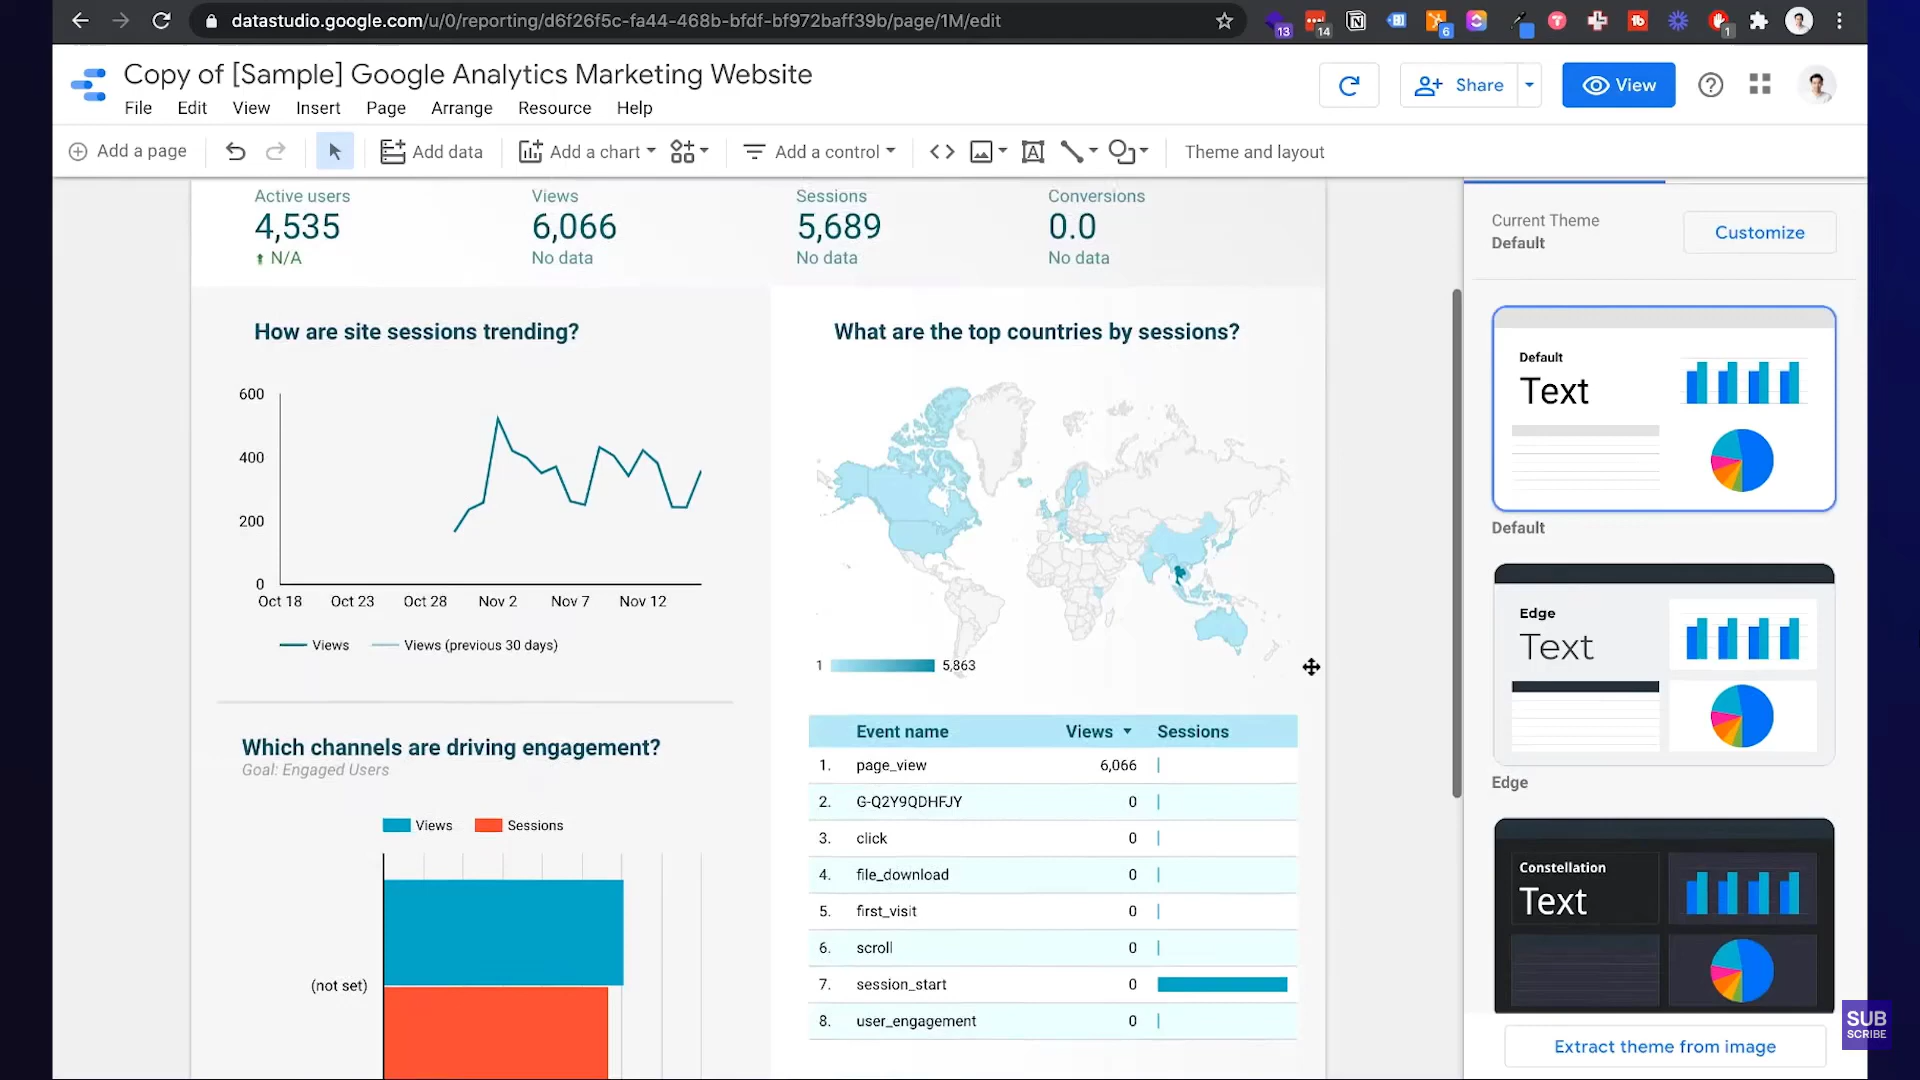 datastudio.google.com/u/0/reporting/d6f26f5c-fa44-468b-bfdf-bf972baff39b/page/1M/edit
13
14
6
1
Copy of [Sample] Google Analytics Marketing Website
File Edit View Insert Page Arrange Resource Help
Share
View
Add a page
Add data
Add a chart
Add a control
Theme and layout
Active users
4,535
N/A
Views
6,066
No data
Sessions
5,689
No data
Conversions
0.0
No data
How are site sessions trending?
600
400
200
0
Oct 18 Oct 23 Oct 28 Nov 2 Nov 7 Nov 12
Views Views (previous 30 days)
What are the top countries by sessions?
1 5,863
Which channels are driving engagement?
Goal: Engaged Users
Views Sessions
(not set)
Event name Views Sessions
1. page_view 6,066
2. G-Q2Y9QDHFJY 0
3. click 0
4. file_download 0
5. first_visit 0
6. scroll 0
7. session_start 0
8. user_engagement 0
Current Theme
Default
Customize
Default
Text
Default
Edge
Text
Edge
Constellation
Text
Extract theme from image
SUB
SCRIBE